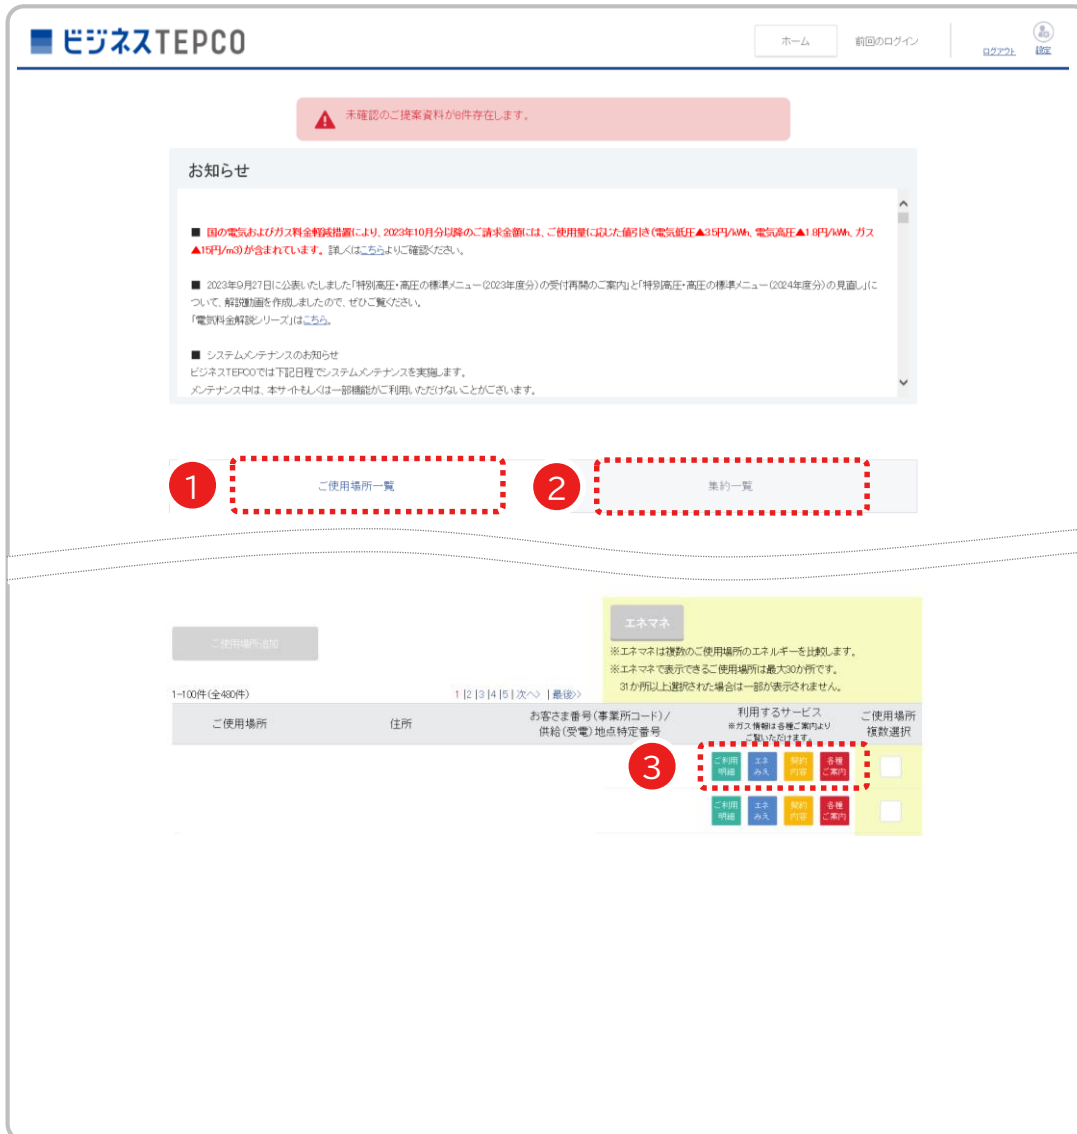 ビジネスTEPCO
ホーム
前回のログイン
ログアウト
設定
未確認のご提案資料が8件存在します。
お知らせ
■ 国の電気およびガス料金軽減措置により、2023年10月分以降のご請求金額には、ご使用量に応じた値引き(電気低圧▲3.5円/kWh、電気高圧▲1.8円/kWh、ガス
▲15円/m3)が含まれています。詳しくはこちらよりご確認ください。
■ 2023年9月27日に公表いたしました「特別高圧・高圧の標準メニュー(2023年度分)の受付再開のご案内」と「特別高圧・高圧の標準メニュー(2024年度分)の見直し」に
ついて、解説動画を作成しましたので、ぜひご覧ください。
「電気料金解説シリーズ」はこちら。
■ システムメンテナンスのお知らせ
ビジネスTEPCOでは下記日程でシステムメンテナンスを実施します。
メンテナンス中は、本サイトもしくは一部機能がご利用いただけないことがございます。
1
ご使用場所一覧
2
集約一覧
ご使用場所追加
エネマネ
※エネマネは複数のご使用場所のエネルギーを比較します。
※エネマネで表示できるご使用場所は最大30か所です。
31か所以上選択された場合は一部が表示されません。
1-100件(全480件)
1 |2 |3 |4 |5 | 次へ> | 最後>>
ご使用場所
住所
お客さま番号(事業所コード)/
供給(受電)地点特定番号
利用するサービス
※ガス情報は各種ご案内より
ご覧いただけます。
ご使用場所
複数選択
3
ご利用
明細
エネ
みえ
契約
内容
各種
ご案内
ご利用
明細
エネ
みえ
契約
内容
各種
ご案内